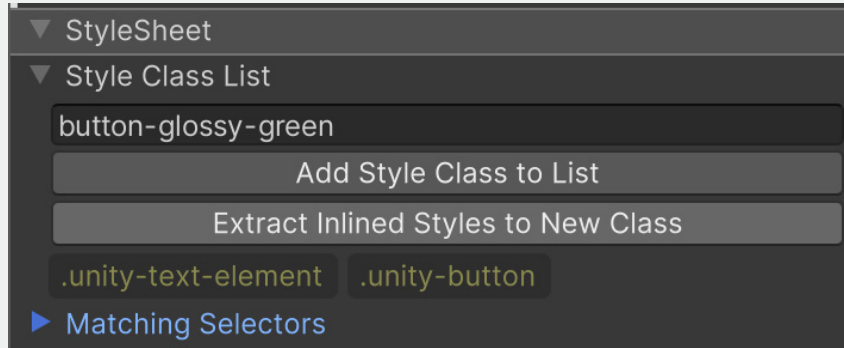 StyleSheet
Style Class List
button-glossy-green
Add Style Class to List
Extract Inlined Styles to New Class
.unity-text-element .unity-button
Matching Selectors